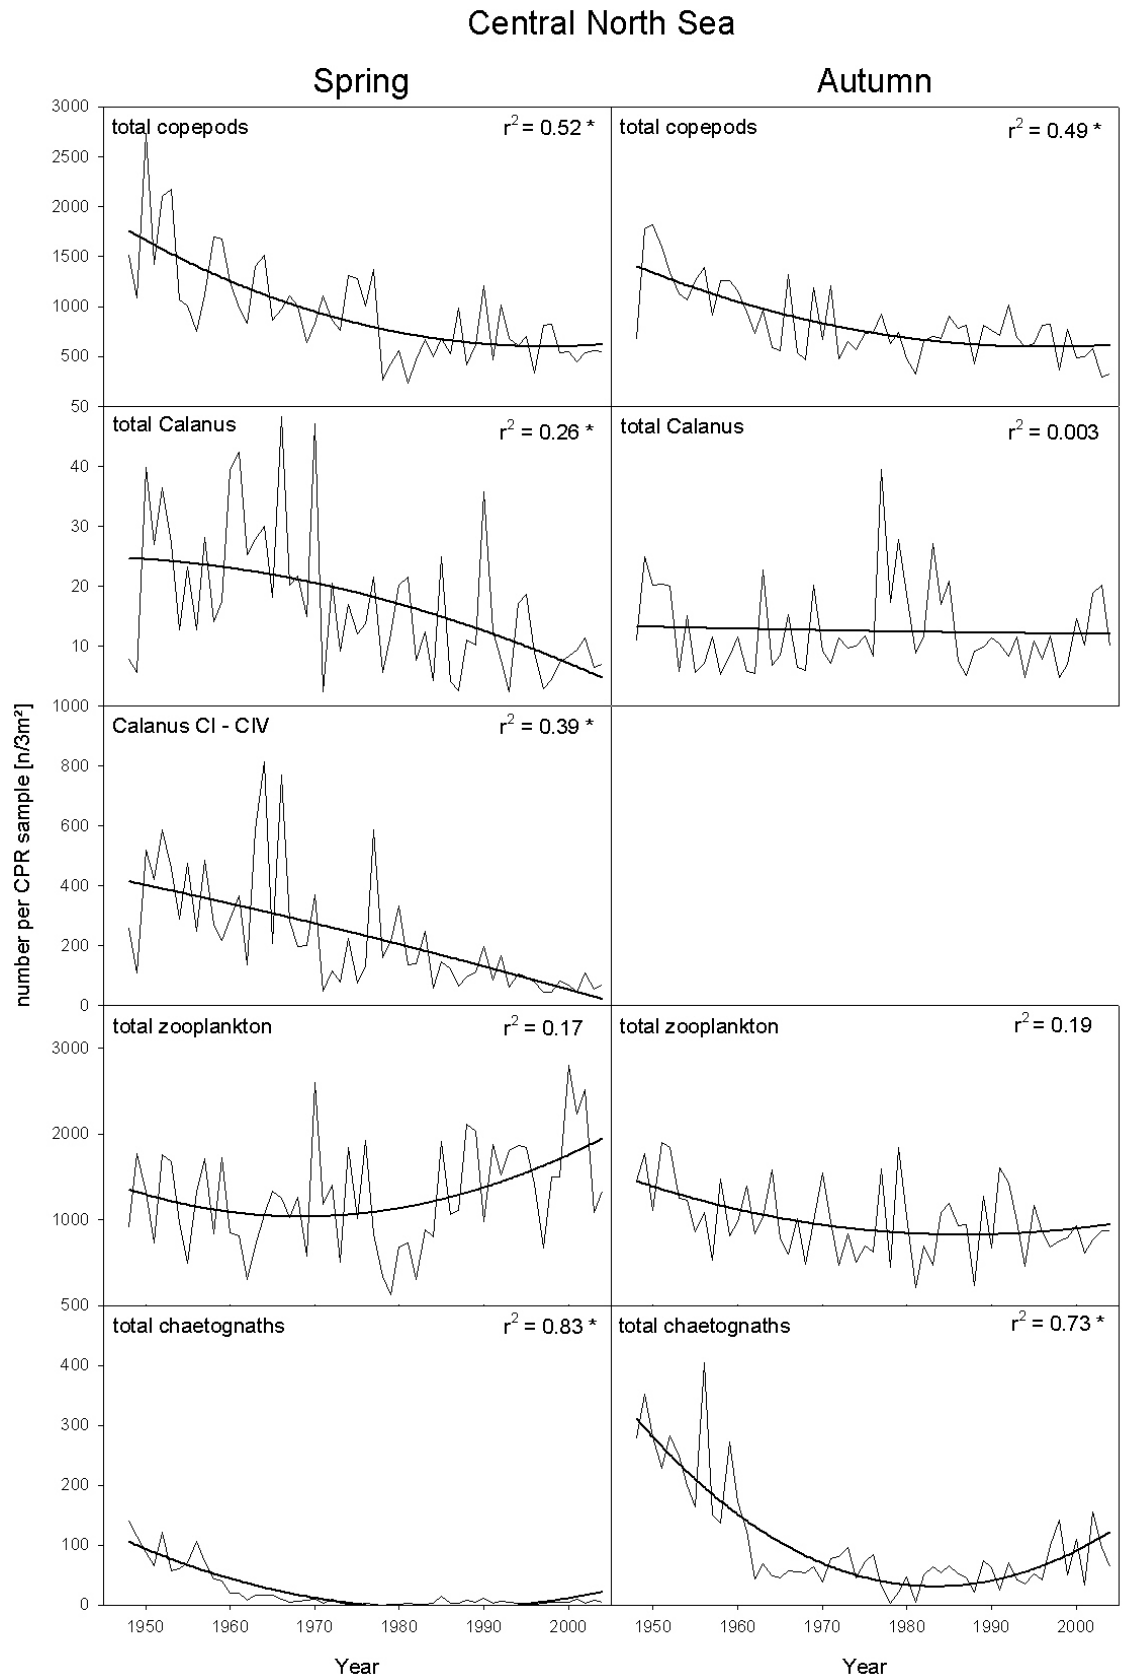 Central North Sea
Spring
Autumn
3000
total copepods
r² = 0.52 *
total copepods
r² = 0.49 *
2500
2000
1500
1000
500
50
total Calanus
r² = 0.26 *
total Calanus
r² = 0.003
40
30
20
10
1000
Calanus CI - CIV
r² = 0.39 *
800
600
400
200
0
number per CPR sample [n/3m²]
total zooplankton
r² = 0.17
total zooplankton
r² = 0.19
3000
2000
1000
500
total chaetognaths
r² = 0.83 *
total chaetognaths
r² = 0.73 *
400
300
200
100
0
1950 1960 1970 1980 1990 2000
1950 1960 1970 1980 1990 2000
Year
Year